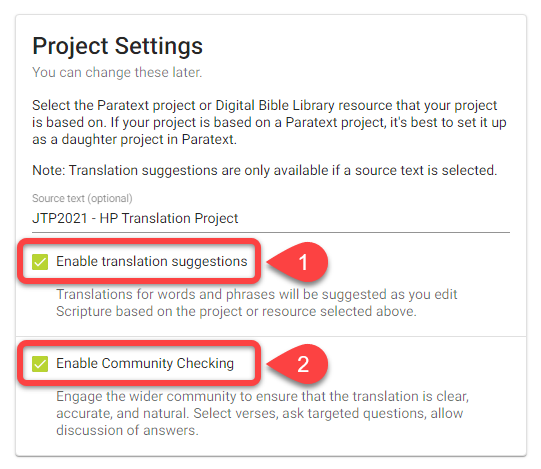 Project Settings
You can change these later.
Select the Paratext project or Digital Bible Library resource that your project
is based on. If your project is based on a Paratext project, it's best to set it up
as a daughter project in Paratext.
Note: Translation suggestions are only available if a source text is selected.
Source text (optional)
JTP2021 - HP Translation Project
Enable translation suggestions
1
Translations for words and phrases will be suggested as you edit
Scripture based on the project or resource selected above.
Enable Community Checking
2
Engage the wider community to ensure that the translation is clear,
accurate, and natural. Select verses, ask targeted questions, allow
discussion of answers.